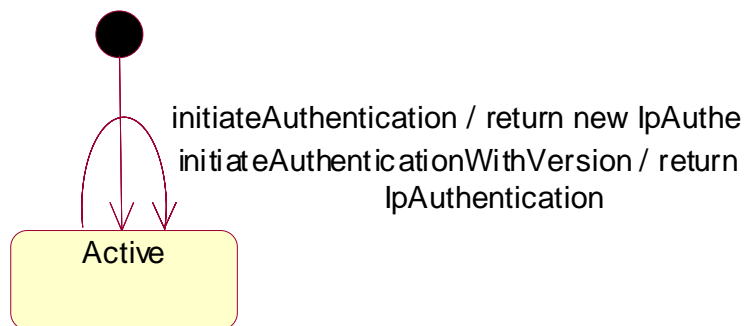 initiateAuthentication / return new IpAuthe
initiateAuthenticationWithVersion / return
IpAuthentication
Active